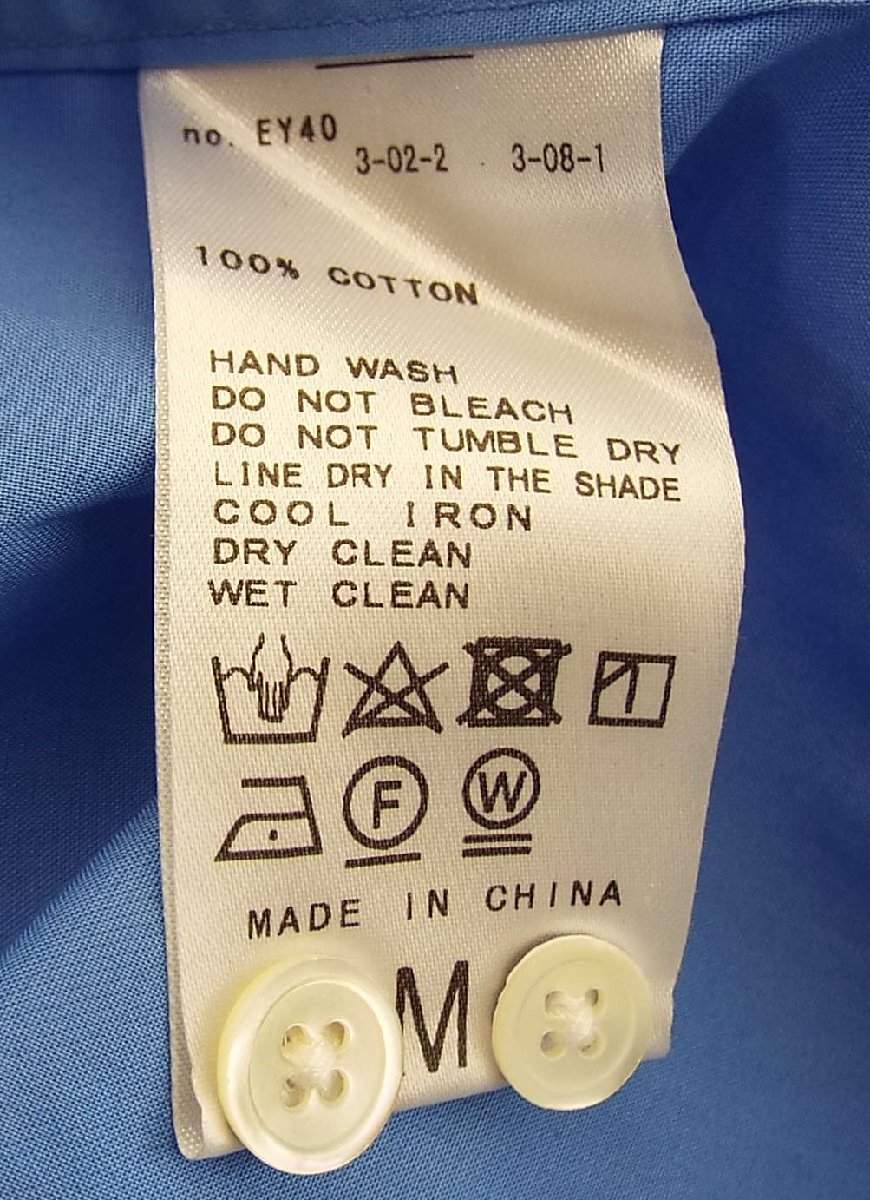 no. EY40
3-02-2 3-08-1
100% COTTON
HAND WASH
DO NOT BLEACH
DO NOT TUMBLE DRY
LINE DRY IN THE SHADE
COOL IRON
DRY CLEAN
WET CLEAN
F W
MADE IN CHINA
M